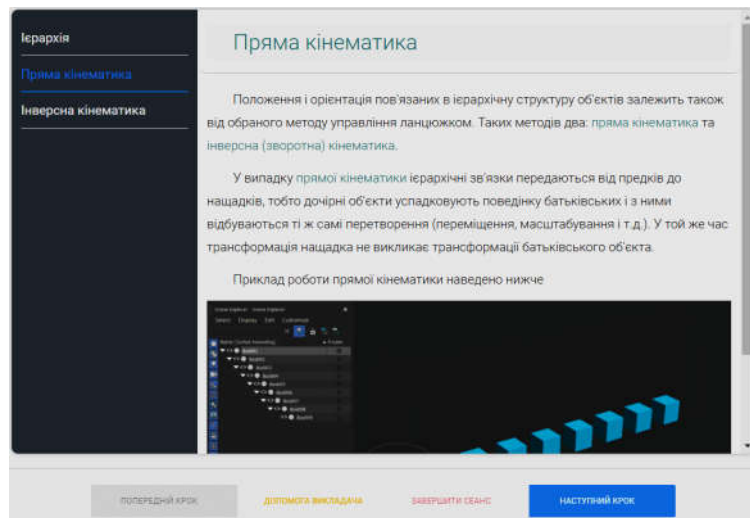 Ієрархія
Пряма кінематика
Інверсна кінематика
Пряма кінематика
Положення і орієнтація пов'язаних в ієрархічну структуру об'єктів залежить також
від обраного методу управління ланцюжком. Таких методів два: пряма кінематика та
інверсна (зворотна) кінематика.
У випадку прямої кінематики ієрархічні зв'язки передаються від предків до
нащадків, тобто дочірні об'єкти успадковують поведінку батьківських і з ними
відбуваються ті ж самі перетворення (переміщення, масштабування і т.д.). У той же час
трансформація нащадка не викликає трансформації батьківського об'єкта.
Приклад роботи прямої кінематики наведено нижче
Select Display Edit Customize
ПОПЕРЕДНІЙ КРОК
ДОПОМОГА ВИКЛАДАЧА
ЗАВЕРШИТИ СЕАНС
НАСТУПНИЙ КРОК